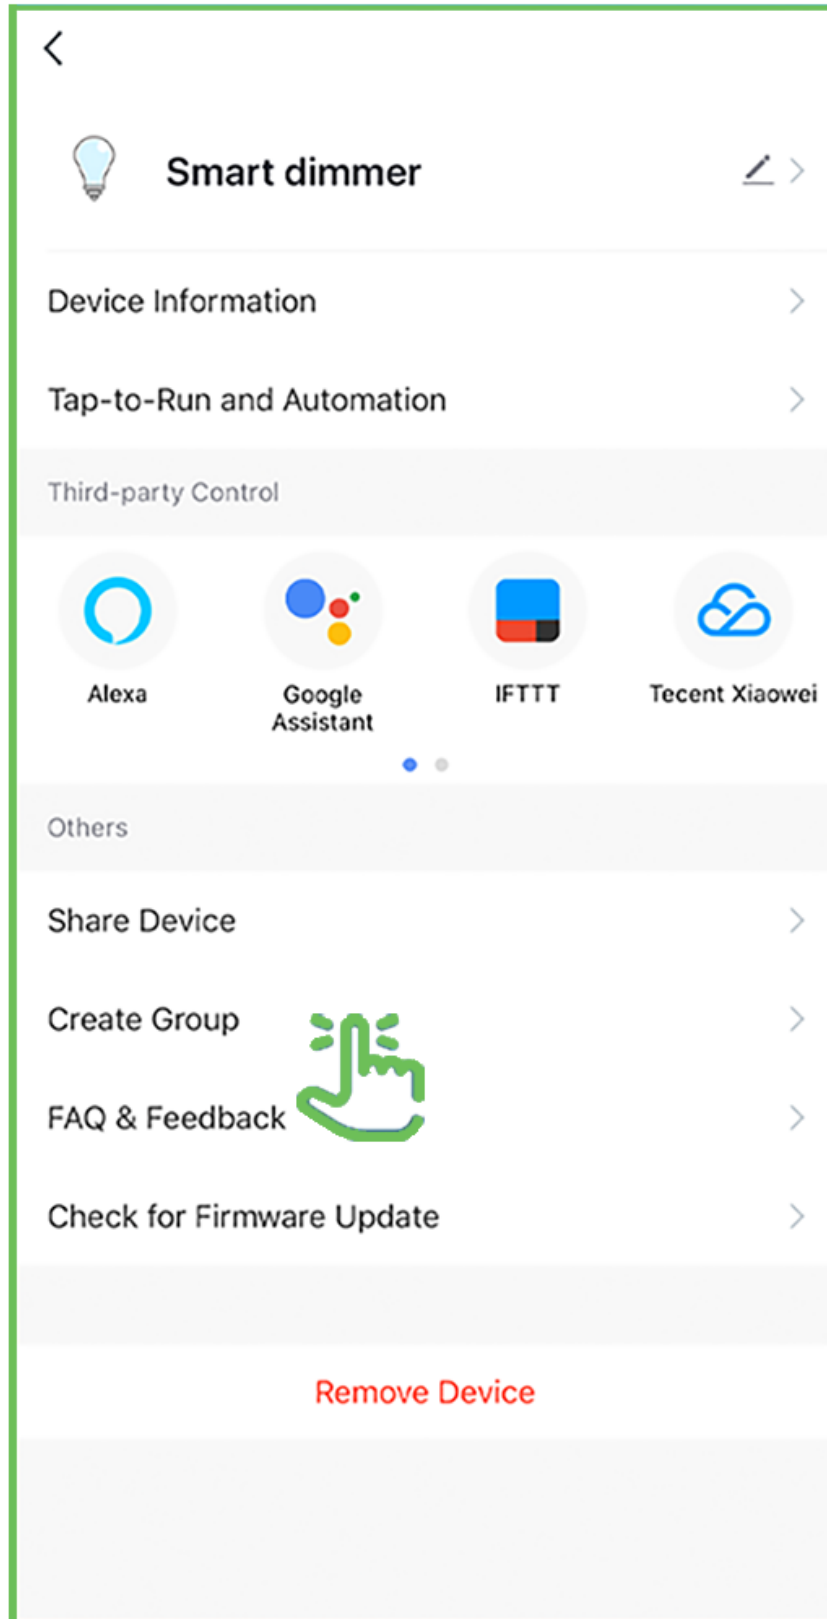 Smart dimmer
Device Information
Tap-to-Run and Automation
Third-party Control
Alexa
Google
Assistant
IFTTT
Tecent Xiaowei
Others
Share Device
Create Group
FAQ & Feedback
Check for Firmware Update
Remove Device